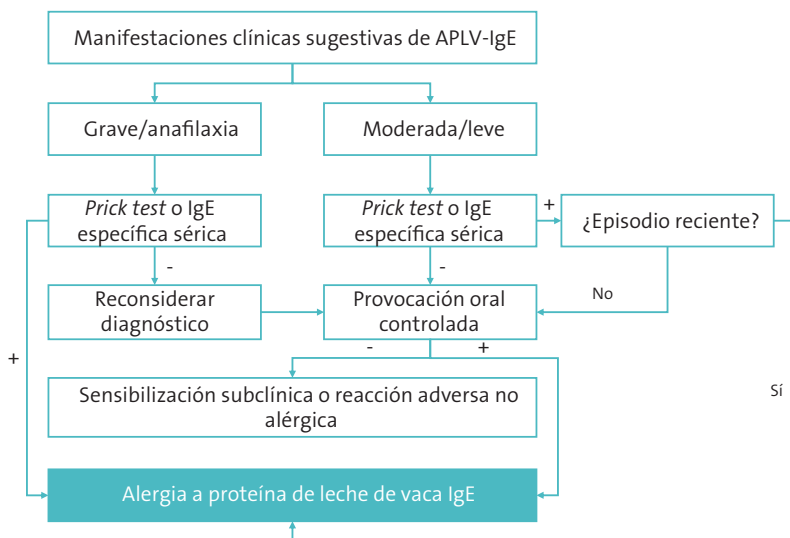 Manifestaciones clínicas sugestivas de APLV-IgE
Grave/anafilaxia
Moderada/leve
Prick test o IgE
específica sérica
Prick test o IgE
específica sérica
+
¿Episodio reciente?
-
-
Reconsiderar
diagnóstico
Provocación oral
controlada
No
+
-
+
Sensibilización subclínica o reacción adversa no
alérgica
Sí
Alergia a proteína de leche de vaca IgE